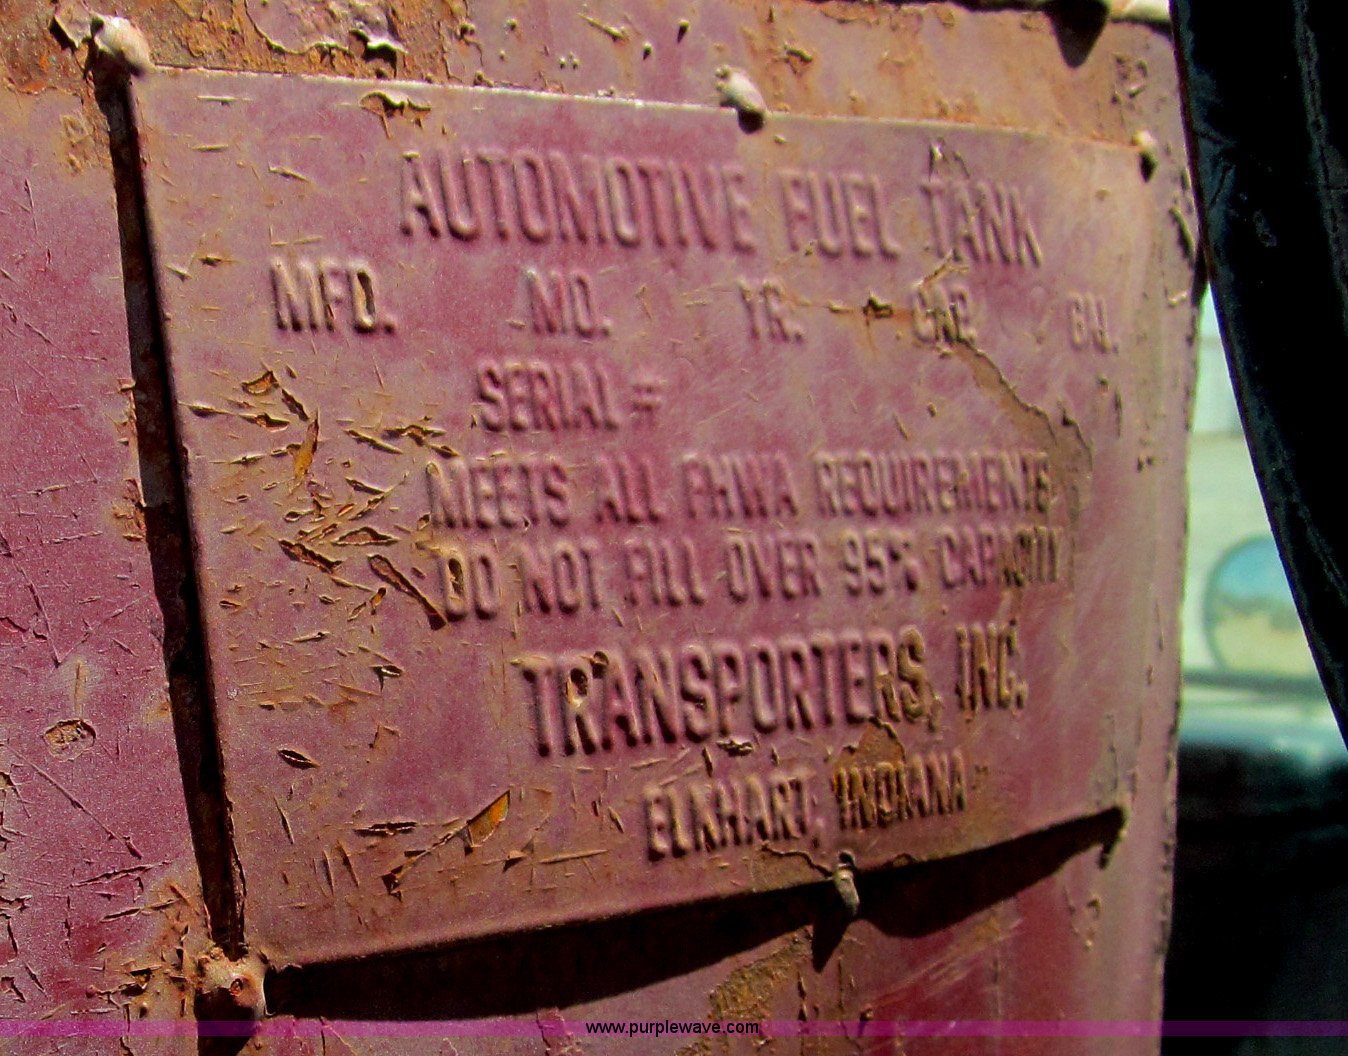 AUTOMOTIVE FUEL TANK
MFD. MO. YR. CAP. GAL.
SERIAL #
MEETS ALL FHWA REQUIREMENTS
DO NOT FILL OVER 95% CAPACITY
TRANSPORTERS, INC.
ELKHART, INDIANA
www.purplewave.com